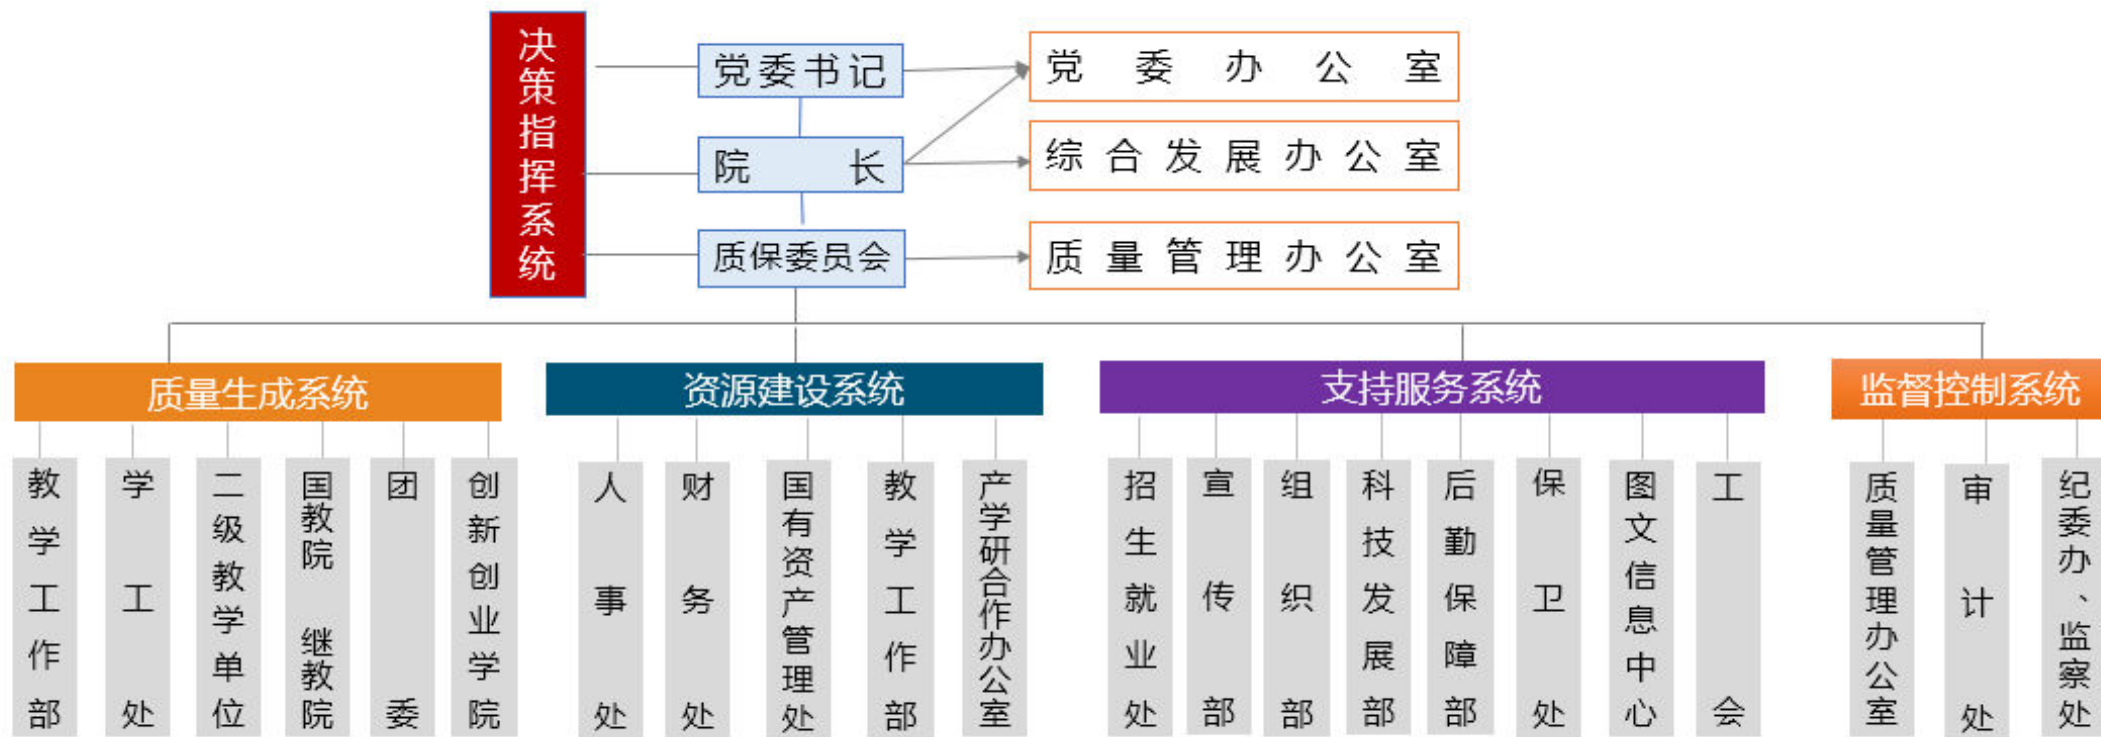 决策指挥系统
党委书记
党委办公室
院长
综合发展办公室
质保委员会
质量管理办公室
质量生成系统
资源建设系统
支持服务系统
监督控制系统
教学工作部
学工处
二级教学单位
国教院 继教院
团委
创新创业学院
人事处
财务处
国有资产管理处
教学工作部
产学研合作办公室
招生就业处
宣传部
组织部
科技发展部
后勤保障部
保卫处
图文信息中心
工会
质量管理办公室
审计处
纪委办、监察处